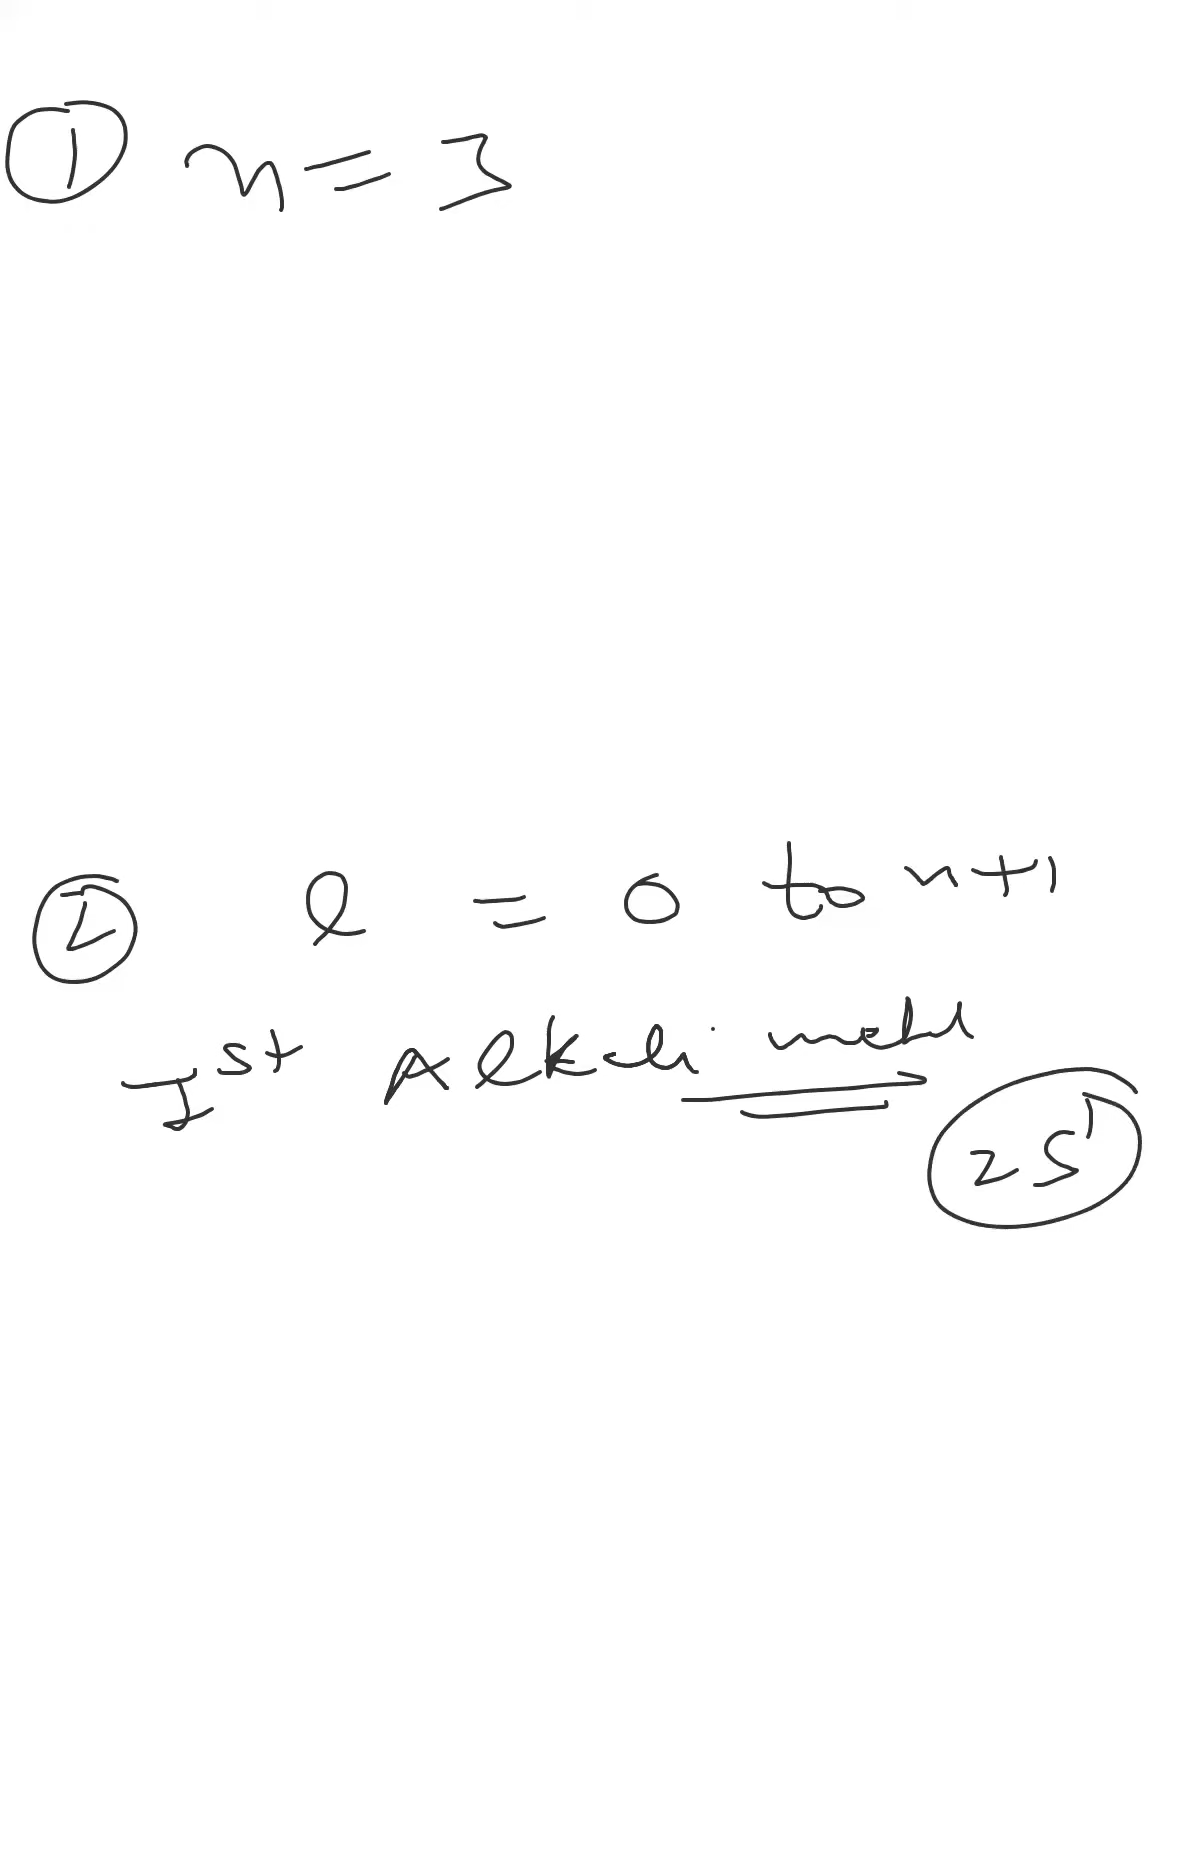 ① n = 3
② l = 0 to n+1
Ist Alkali metal
2s¹